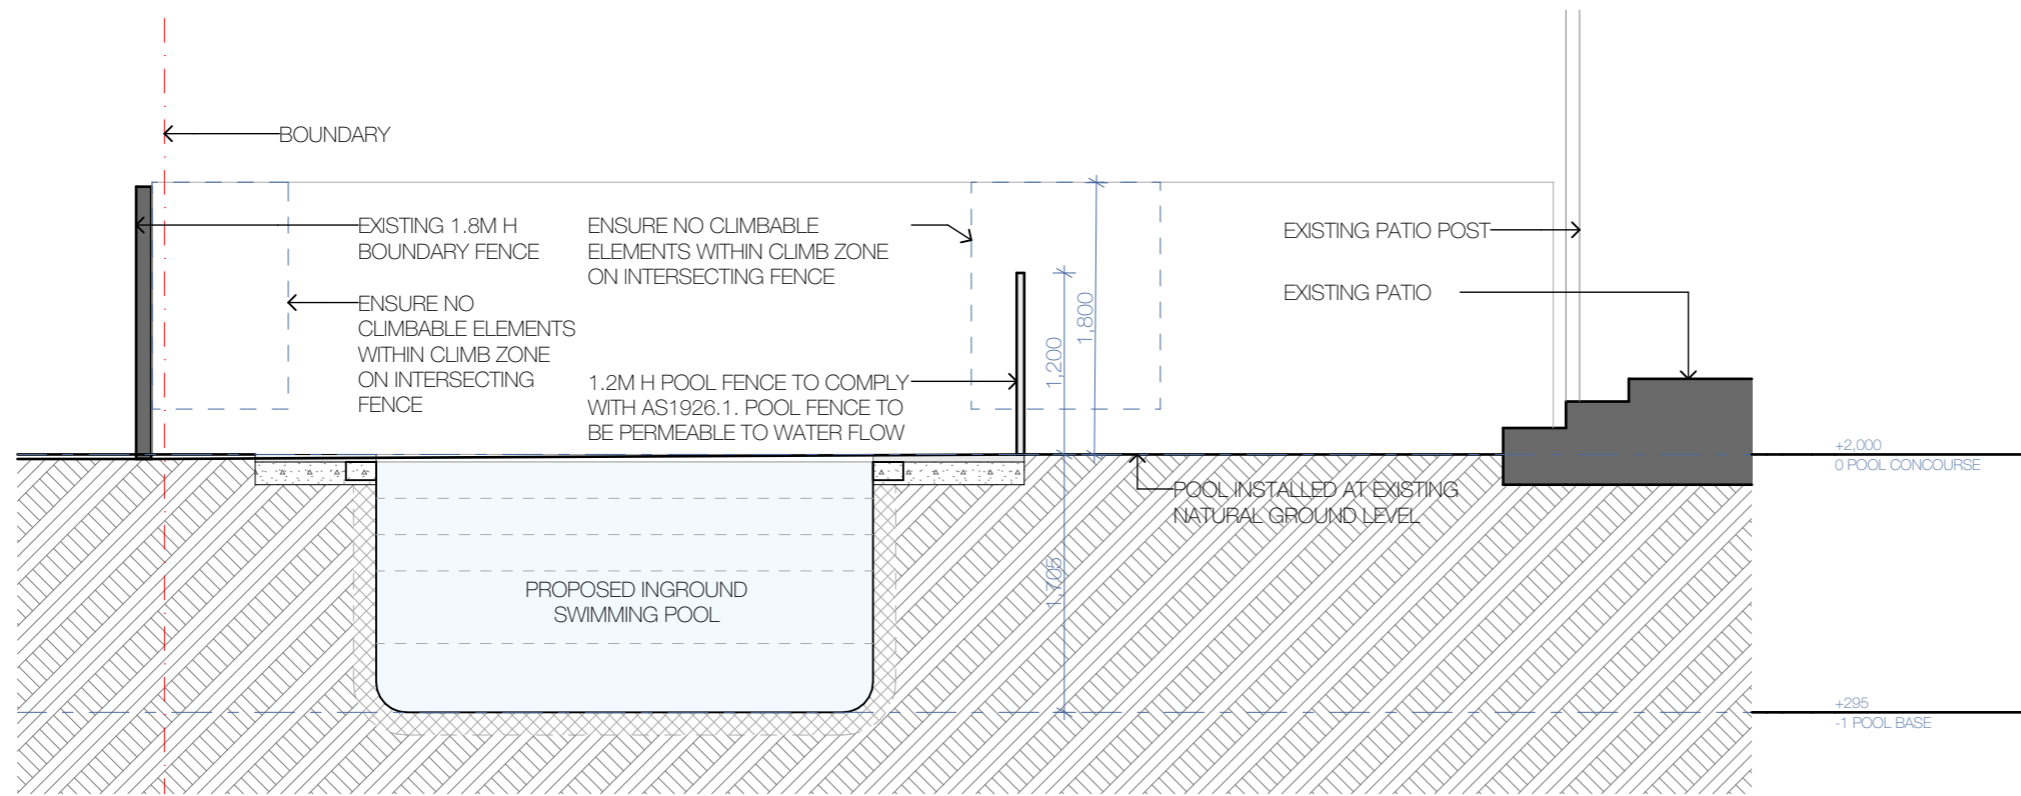 BOUNDARY
EXISTING 1.8M H
BOUNDARY FENCE
ENSURE NO
CLIMBABLE ELEMENTS
WITHIN CLIMB ZONE
ON INTERSECTING
FENCE
ENSURE NO CLIMBABLE
ELEMENTS WITHIN CLIMB ZONE
ON INTERSECTING FENCE
1.2M H POOL FENCE TO COMPLY
WITH AS1926.1. POOL FENCE TO
BE PERMEABLE TO WATER FLOW
1,200
1,800
1,705
EXISTING PATIO POST
EXISTING PATIO
POOL INSTALLED AT EXISTING
NATURAL GROUND LEVEL
PROPOSED INGROUND
SWIMMING POOL
+2,000
0 POOL CONCOURSE
+295
-1 POOL BASE